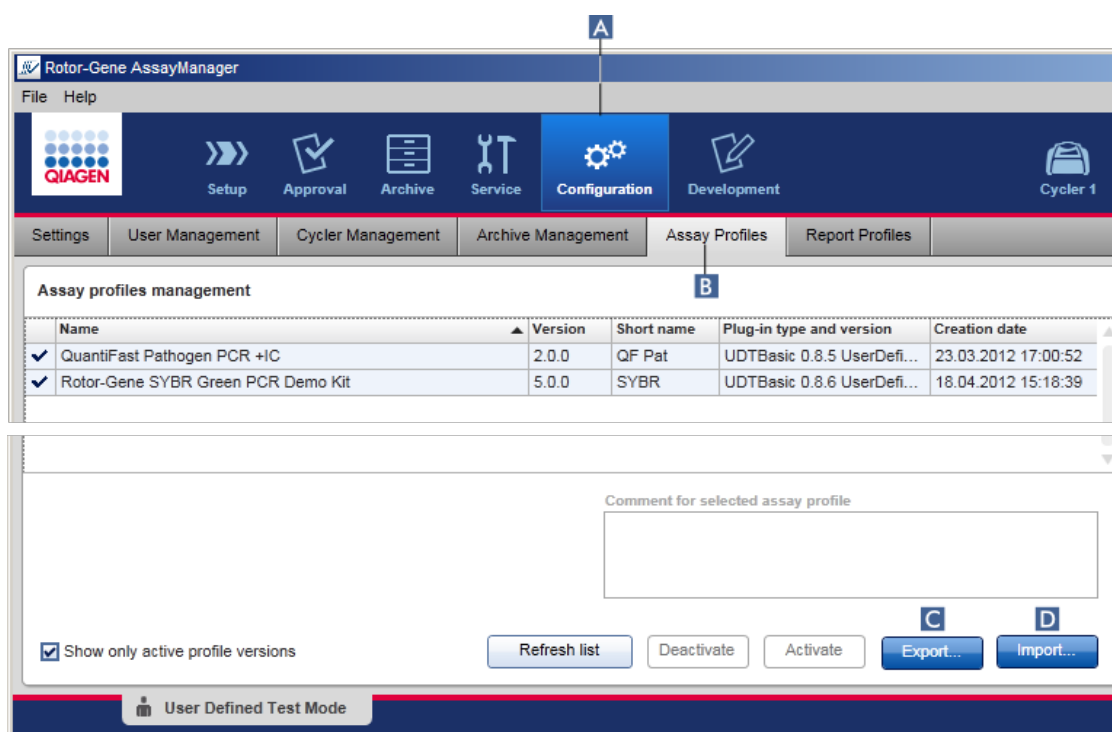 A
Rotor-Gene AssayManager
File Help
QIAGEN
Setup
Approval
Archive
Service
Configuration
Development
Cycler 1
Settings User Management Cycler Management Archive Management Assay Profiles Report Profiles
B
Assay profiles management
Name Version Short name Plug-in type and version Creation date
QuantiFast Pathogen PCR +IC 2.0.0 QF Pat UDTBasic 0.8.5 UserDefi... 23.03.2012 17:00:52
Rotor-Gene SYBR Green PCR Demo Kit 5.0.0 SYBR UDTBasic 0.8.6 UserDefi... 18.04.2012 15:18:39
Comment for selected assay profile
C D
Show only active profile versions Refresh list Deactivate Activate Export... Import...
User Defined Test Mode